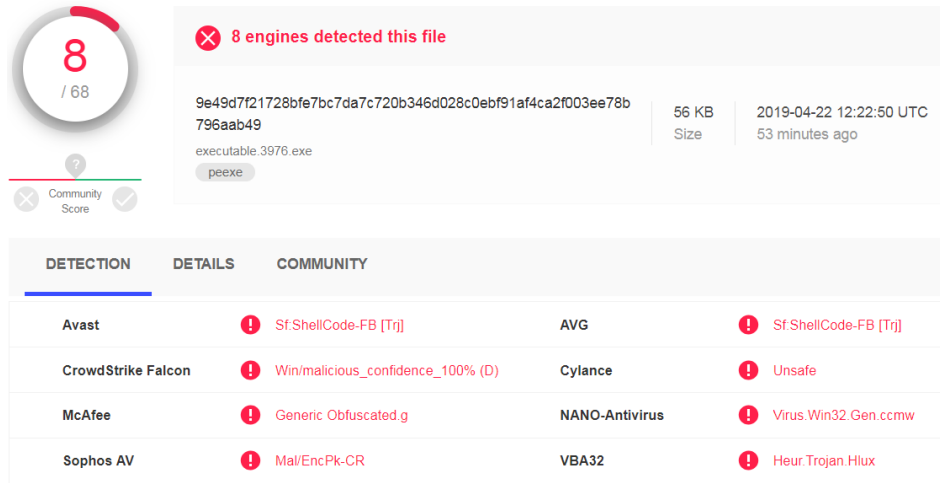 8
/ 68
?
Community
Score
8 engines detected this file
9e49d7f21728bfe7bc7da7c720b346d028c0ebf91af4ca2f003ee78b
796aab49
executable.3976.exe
peexe
56 KB
Size
2019-04-22 12:22:50 UTC
53 minutes ago
DETECTION DETAILS COMMUNITY
Avast Sf:ShellCode-FB [Trj] AVG Sf:ShellCode-FB [Trj]
CrowdStrike Falcon Win/malicious_confidence_100% (D) Cylance Unsafe
McAfee Generic Obfuscated.g NANO-Antivirus Virus.Win32.Gen.ccmw
Sophos AV Mal/EncPk-CR VBA32 Heur.Trojan.Hlux